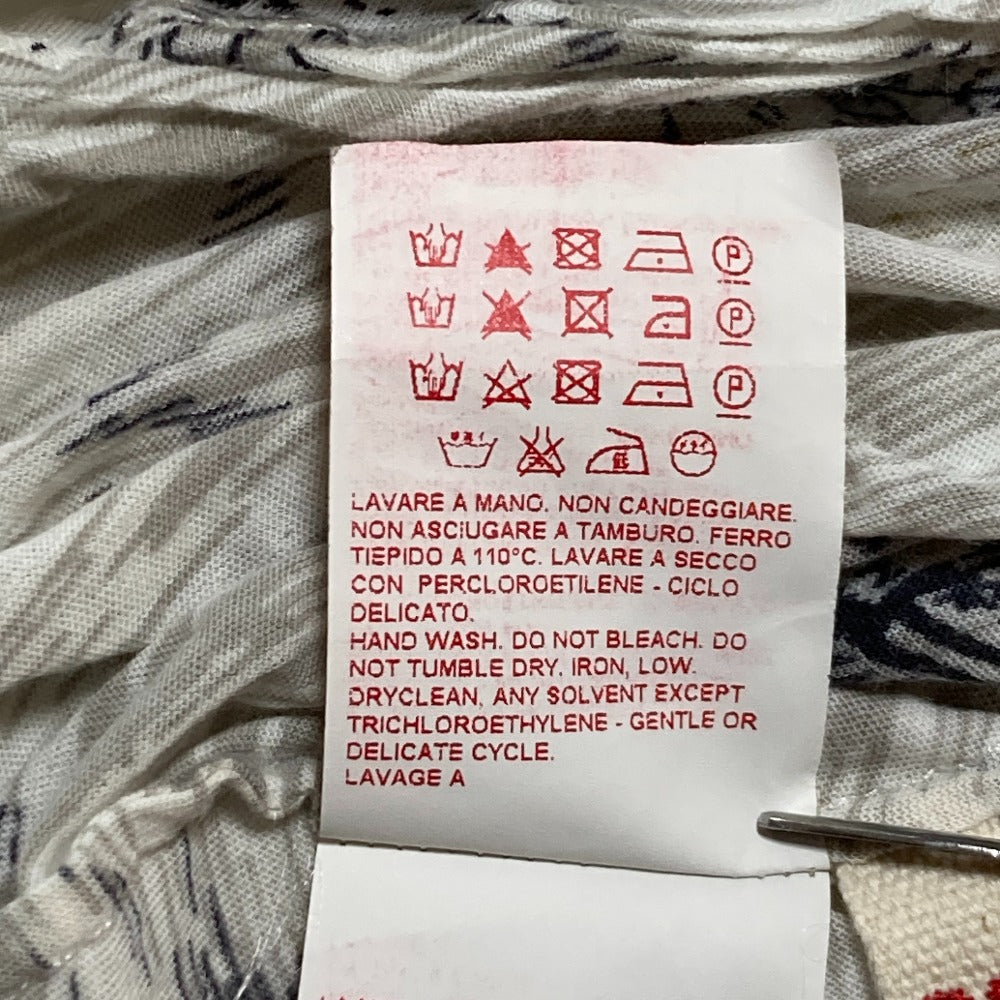 P
P
P
LAVARE A MANO. NON CANDEGGIARE.
NON ASCIUGARE A TAMBURO. FERRO
TIEPIDO A 110°C. LAVARE A SECCO
CON PERCLOROETILENE - CICLO
DELICATO.
HAND WASH. DO NOT BLEACH. DO
NOT TUMBLE DRY. IRON, LOW.
DRYCLEAN, ANY SOLVENT EXCEPT
TRICHLOROETHYLENE - GENTLE OR
DELICATE CYCLE.
LAVAGE A